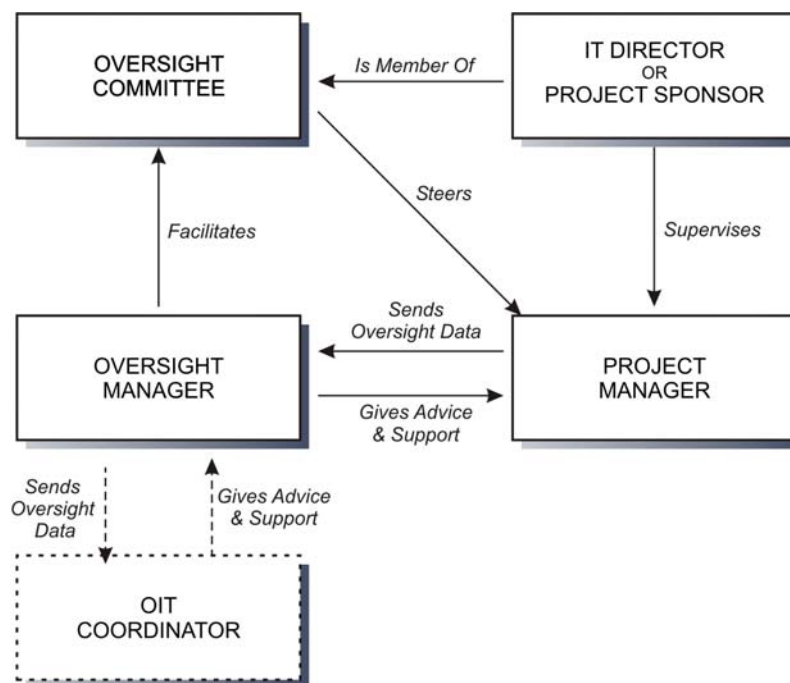 OVERSIGHT
COMMITTEE
Is Member Of
IT DIRECTOR
OR
PROJECT SPONSOR
Facilitates
Steers
Supervises
OVERSIGHT
MANAGER
Sends
Oversight Data
Gives Advice
& Support
PROJECT
MANAGER
Sends
Oversight
Data
Gives Advice
& Support
OIT
COORDINATOR